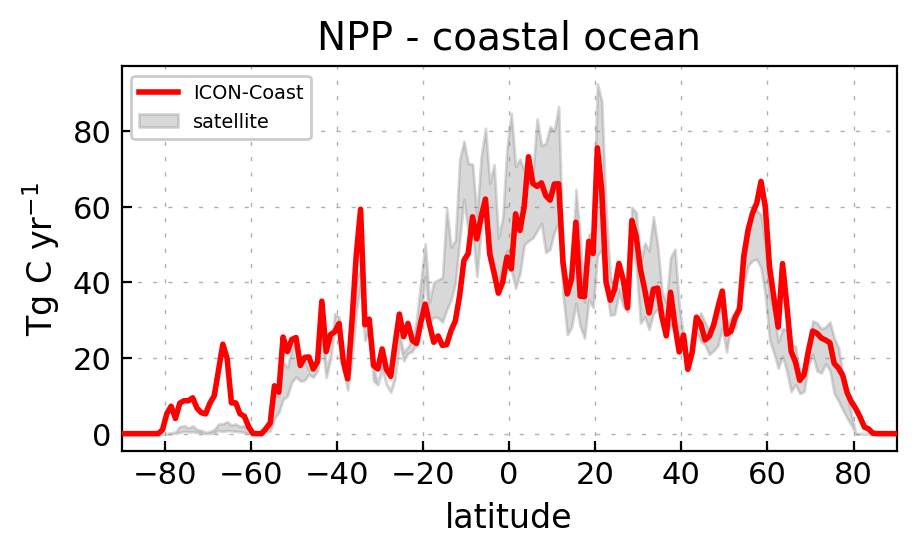 NPP - coastal ocean
ICON-Coast
satellite
Tg C yr⁻¹
80
60
40
20
0
−80 −60 −40 −20 0 20 40 60 80
latitude